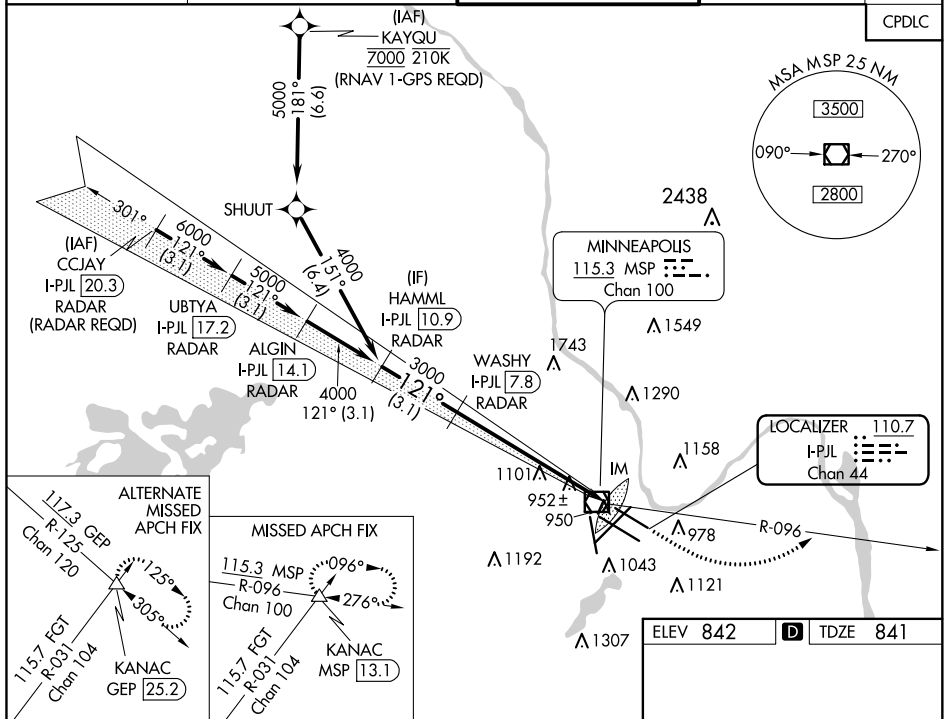 (IAF)
KAYQU
7000 210K
(RNAV 1-GPS REQD)
CPDLC
MSA MSP 25 NM
3500
090°
270°
2800
5000
181°
(6.6)
SHUUT
4000
151°
(6.4)
2438
MINNEAPOLIS
115.3 MSP
Chan 100
301°
6000
121°
(3.1)
5000
121°
(3.1)
(IAF)
CCJAY
I-PJL 20.3
RADAR
(RADAR REQD)
UBTYA
I-PJL 17.2
RADAR
ALGIN
I-PJL 14.1
RADAR
4000
121° (3.1)
(IF)
HAMML
I-PJL 10.9
RADAR
3000
121°
(3.1)
WASHY
I-PJL 7.8
RADAR
1549
1743
1290
1158
LOCALIZER 110.7
I-PJL
Chan 44
1101
952±
950
IM
978
R-096
1192
1043
1121
1307
ALTERNATE
MISSED
APCH FIX
117.3 GEP
R-125
Chan 120
125°
305°
115.7 FGT
R-031
Chan 104
KANAC
GEP 25.2
MISSED APCH FIX
115.3 MSP
R-096
Chan 100
096°
276°
115.7 FGT
R-031
Chan 104
KANAC
MSP 13.1
ELEV 842 D TDZE 841